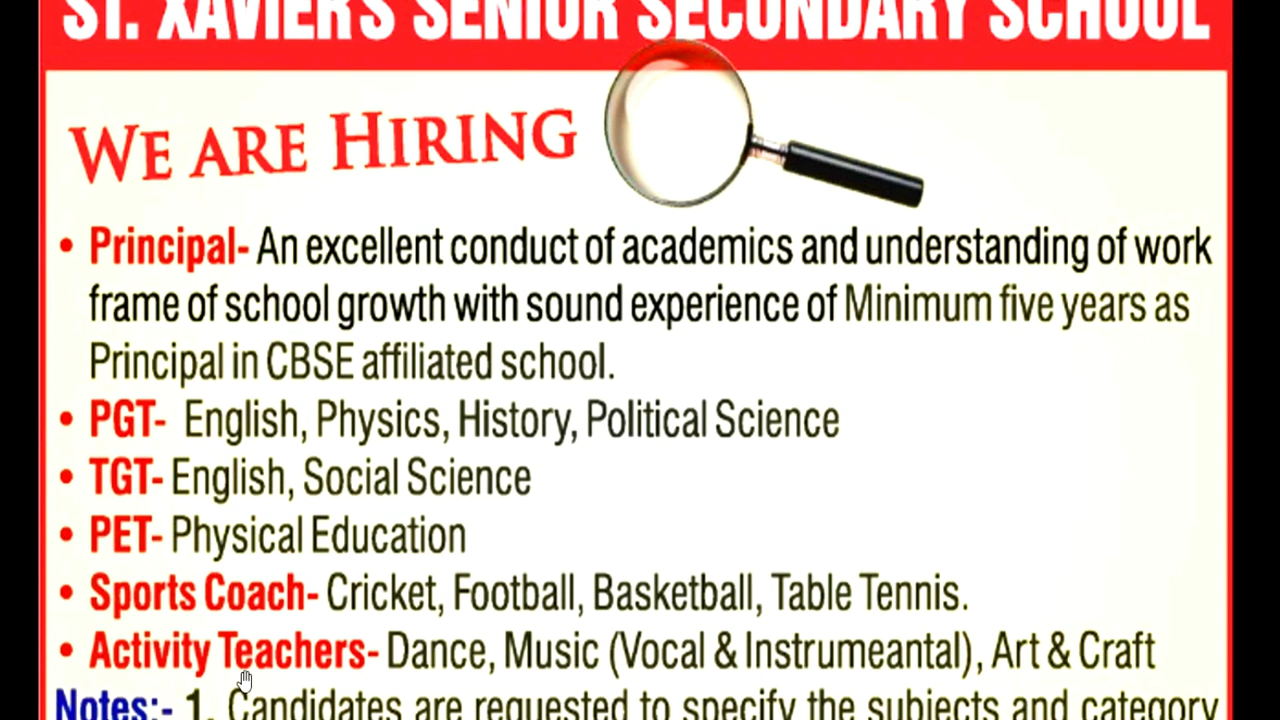 ST. XAVIER'S SENIOR SECONDARY SCHOOL
WE ARE HIRING
• Principal- An excellent conduct of academics and understanding of work
frame of school growth with sound experience of Minimum five years as
Principal in CBSE affiliated school.
• PGT- English, Physics, History, Political Science
• TGT- English, Social Science
• PET- Physical Education
• Sports Coach- Cricket, Football, Basketball, Table Tennis.
• Activity Teachers- Dance, Music (Vocal & Instrumeantal), Art & Craft
Notes:- 1. Candidates are requested to specify the subjects and category